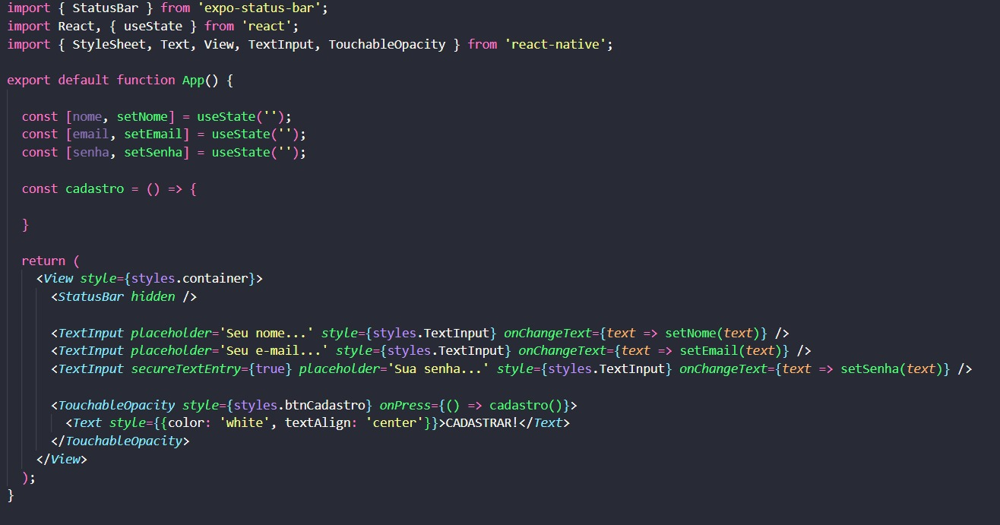 import { StatusBar } from 'expo-status-bar';
import React, { useState } from 'react';
import { StyleSheet, Text, View, TextInput, TouchableOpacity } from 'react-native';
export default function App() {
const [nome, setNome] = useState('');
const [email, setEmail] = useState('');
const [senha, setSenha] = useState('');
const cadastro = () => {
}
return (
<View style={styles.container}>
<StatusBar hidden />
<TextInput placeholder='Seu nome...' style={styles.TextInput} onChangeText={text => setNome(text)} />
<TextInput placeholder='Seu e-mail...' style={styles.TextInput} onChangeText={text => setEmail(text)} />
<TextInput secureTextEntry={true} placeholder='Sua senha...' style={styles.TextInput} onChangeText={text => setSenha(text)} />
<TouchableOpacity style={styles.btnCadastro} onPress={() => cadastro()}>
<Text style={{color: 'white', textAlign: 'center'}}>CADASTRAR!</Text>
</TouchableOpacity>
</View>
);
}